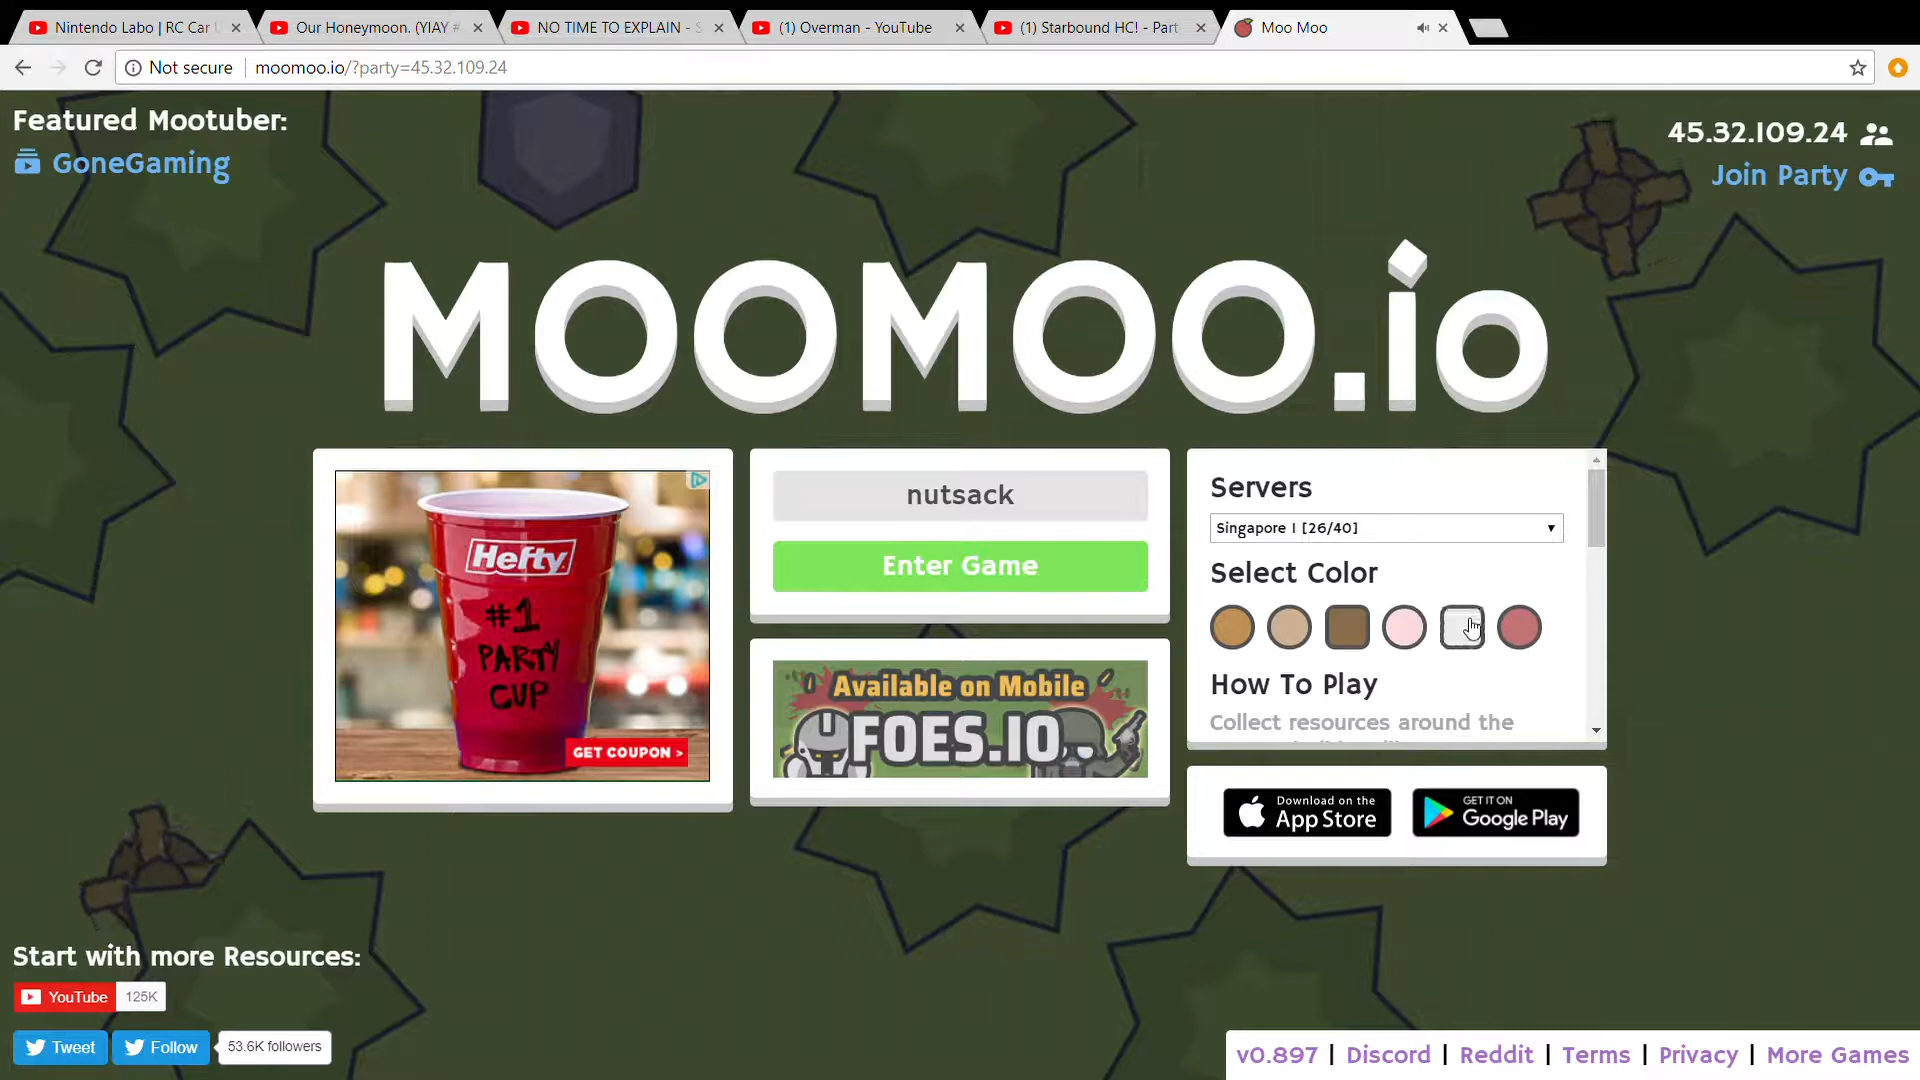 Nintendo Labo | RC Car
Our Honeymoon. (YIAY #
NO TIME TO EXPLAIN - S
(1) Overman - YouTube
(1) Starbound HC! - Part
Moo Moo
Not secure
moomoo.io/?party=45.32.109.24
Featured Mootuber:
GoneGaming
45.32.109.24
Join Party
MOOMOO.io
Hefty
#1
PARTY
CUP
GET COUPON >
nutsack
Enter Game
Available on Mobile
FOES.IO
Servers
Singapore 1 [26/40]
Select Color
How To Play
Collect resources around the
Download on the
App Store
GET IT ON
Google Play
Start with more Resources:
YouTube 125K
Tweet Follow 53.6K followers
v0.897 | Discord | Reddit | Terms | Privacy | More Games